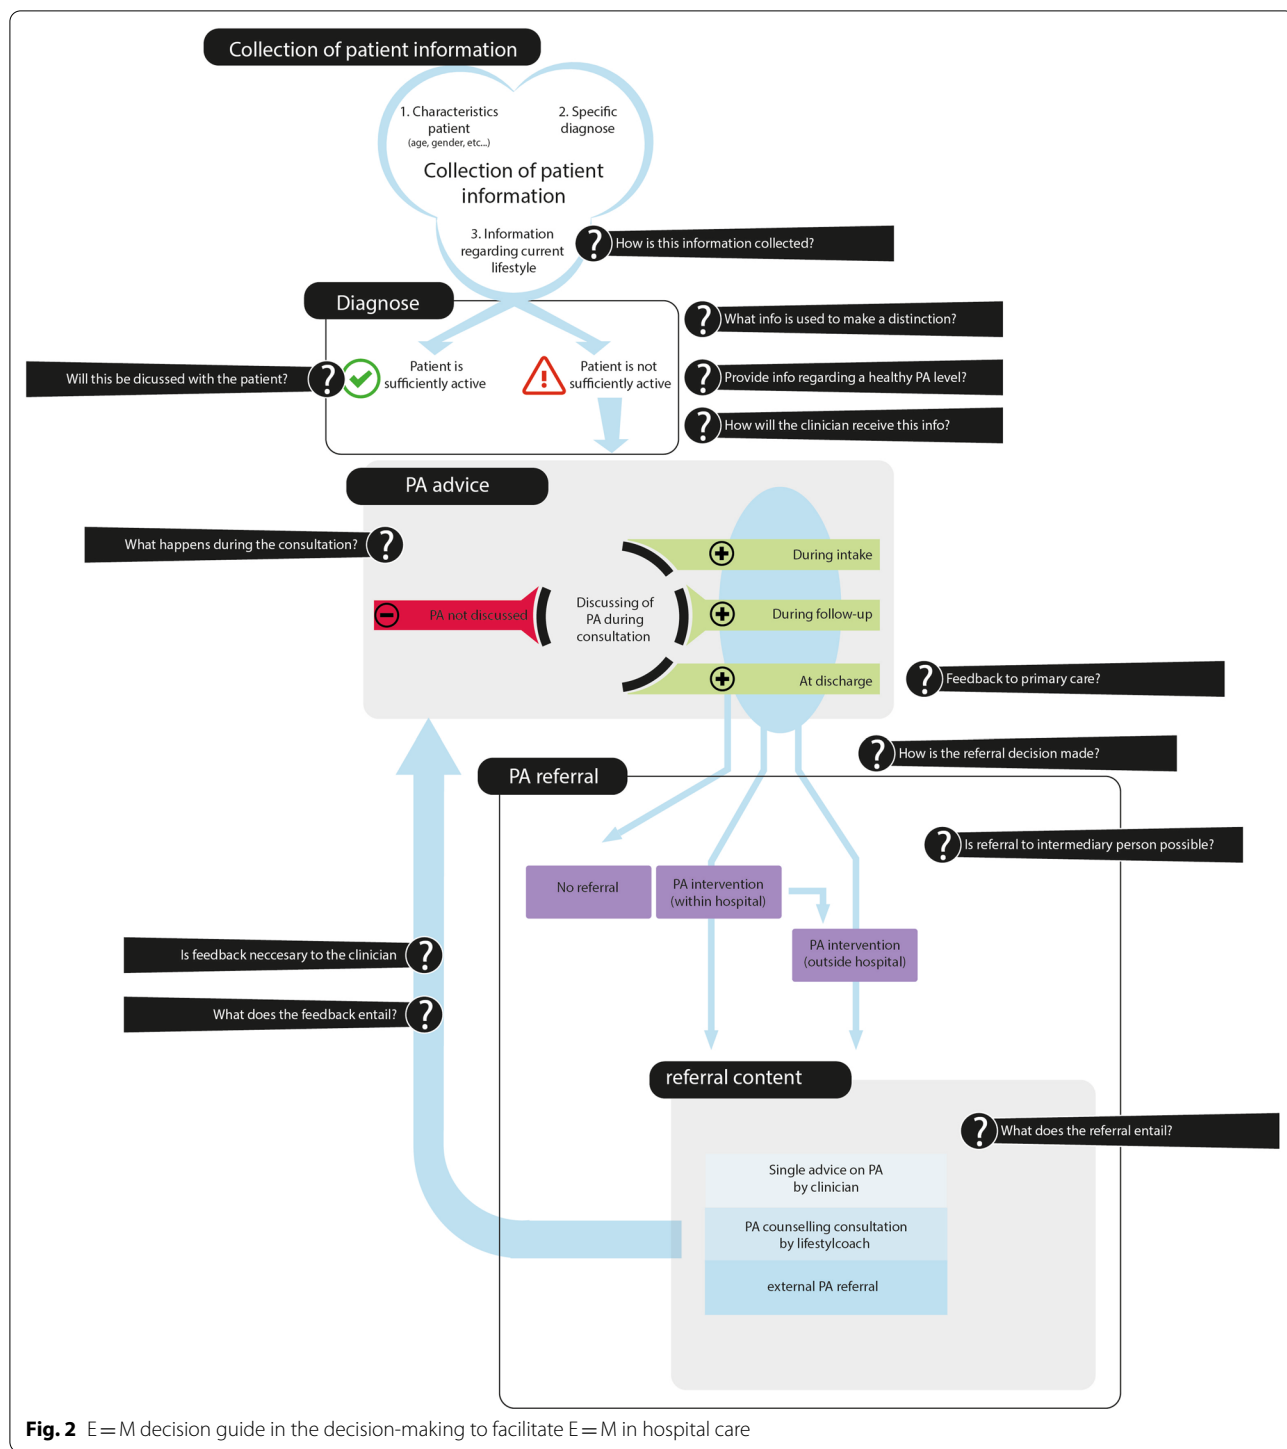 Collection of patient information
1. Characteristics
patient
(age, gender, etc...)
2. Specific
diagnose
Collection of patient
information
3. Information
regarding current
lifestyle
? How is this information collected?
Diagnose
? What info is used to make a distinction?
Will this be dicussed with the patient? ?
Patient is
sufficiently active
Patient is not
sufficiently active
? Provide info regarding a healthy PA level?
? How will the clinician receive this info?
PA advice
What happens during the consultation? ?
During intake
PA not discussed
Discussing of
PA during
consultation
During follow-up
At discharge
? Feedback to primary care?
? How is the referral decision made?
PA referral
? Is referral to intermediary person possible?
No referral
PA intervention
(within hospital)
PA intervention
(outside hospital)
Is feedback neccesary to the clinician ?
What does the feedback entail? ?
referral content
? What does the referral entail?
Single advice on PA
by clinician
PA counselling consultation
by lifestylcoach
external PA referral
Fig. 2 E = M decision guide in the decision-making to facilitate E = M in hospital care